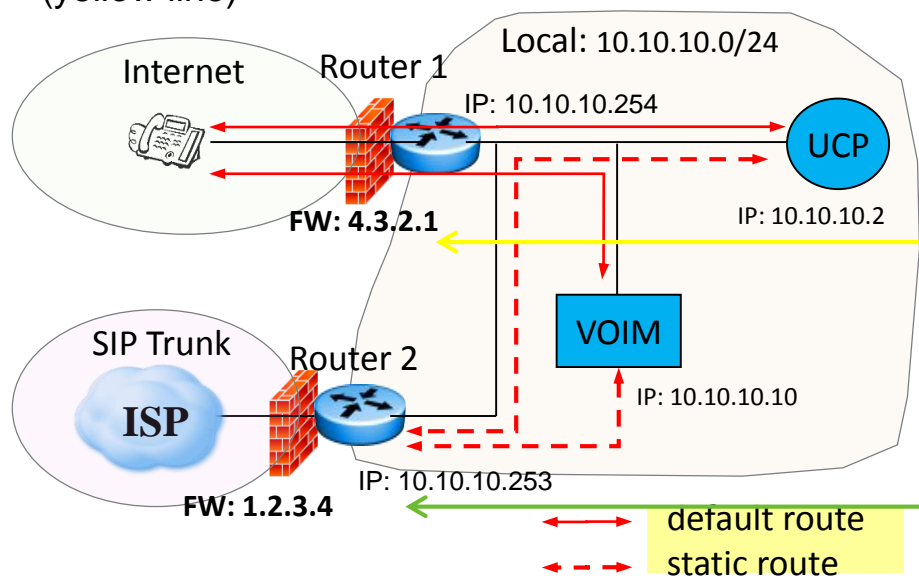 (yellow line)
Local: 10.10.10.0/24
Internet
Router 1
IP: 10.10.10.254
UCP
FW: 4.3.2.1
IP: 10.10.10.2
SIP Trunk
VOIM
Router 2
IP: 10.10.10.10
ISP
IP: 10.10.10.253
FW: 1.2.3.4
default route
static route